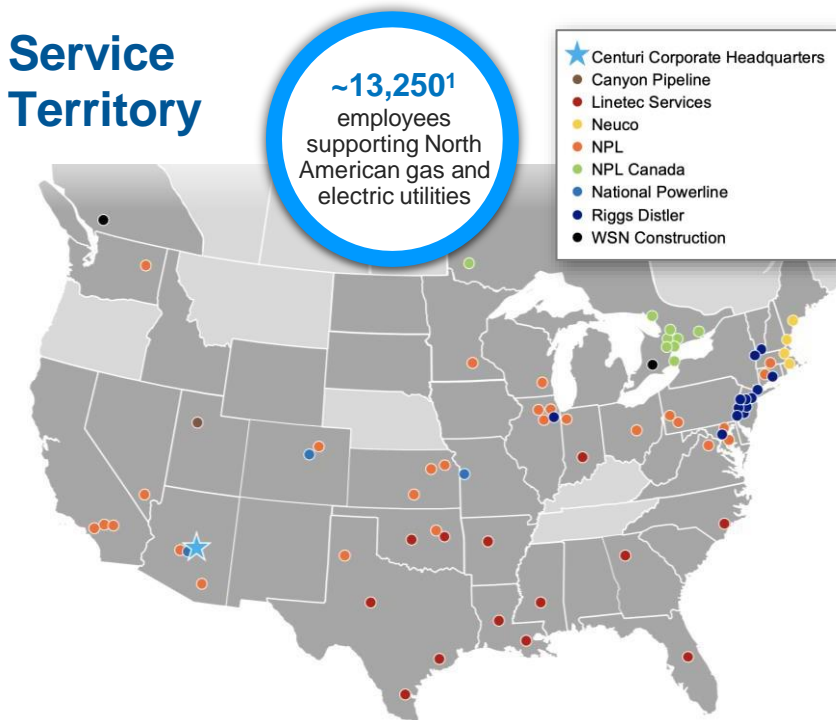 Service
Territory
~13,250¹
employees
supporting North
American gas and
electric utilities
Centuri Corporate Headquarters
Canyon Pipeline
Linetec Services
Neuco
NPL
NPL Canada
National Powerline
Riggs Distler
WSN Construction